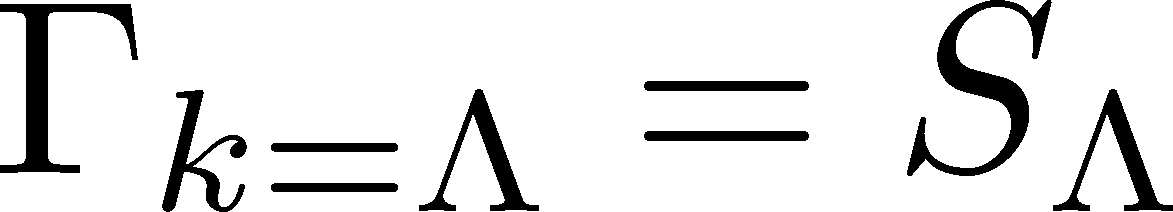 Γ_{k=Λ} = S_Λ